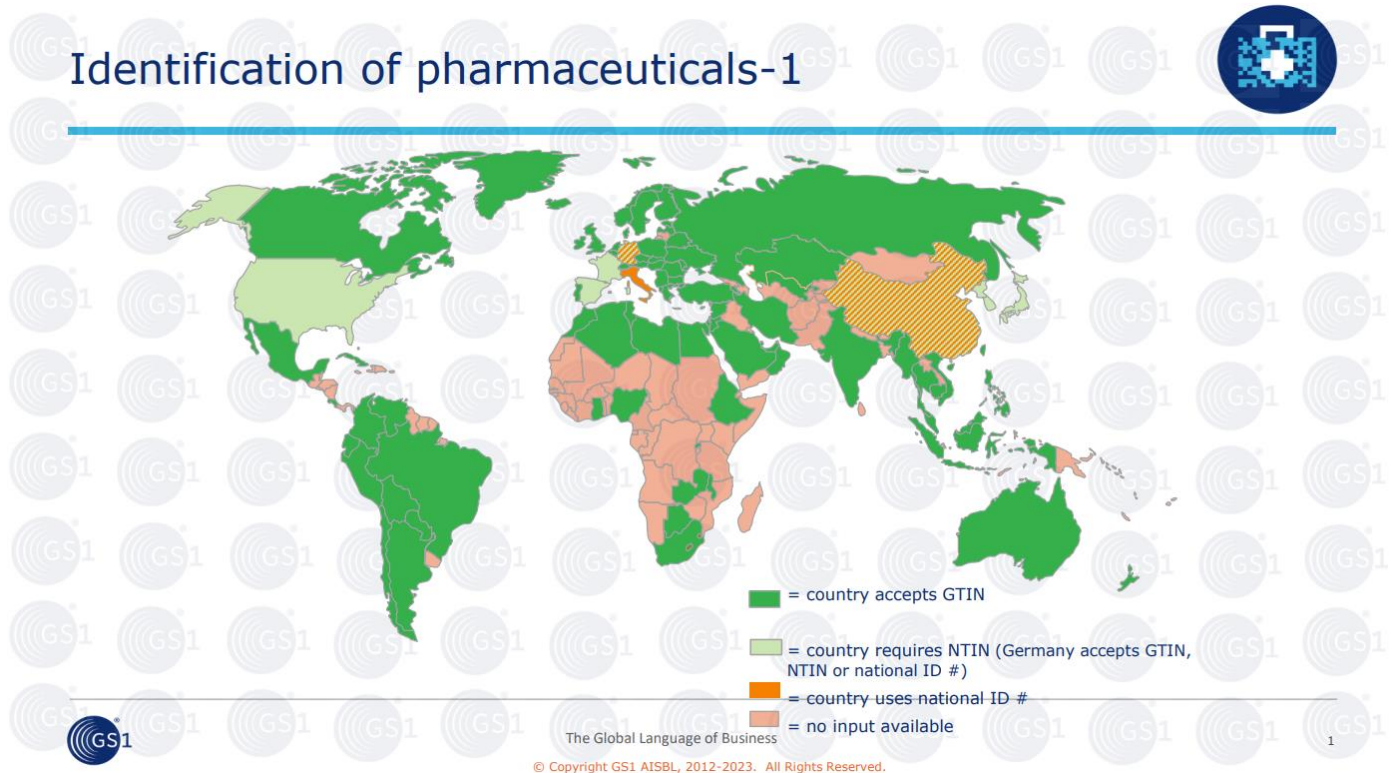 Identification of pharmaceuticals-1
= country accepts GTIN
= country requires NTIN (Germany accepts GTIN,
NTIN or national ID #)
= country uses national ID #
= no input available
GS1
The Global Language of Business
1
© Copyright GS1 AISBL, 2012-2023. All Rights Reserved.